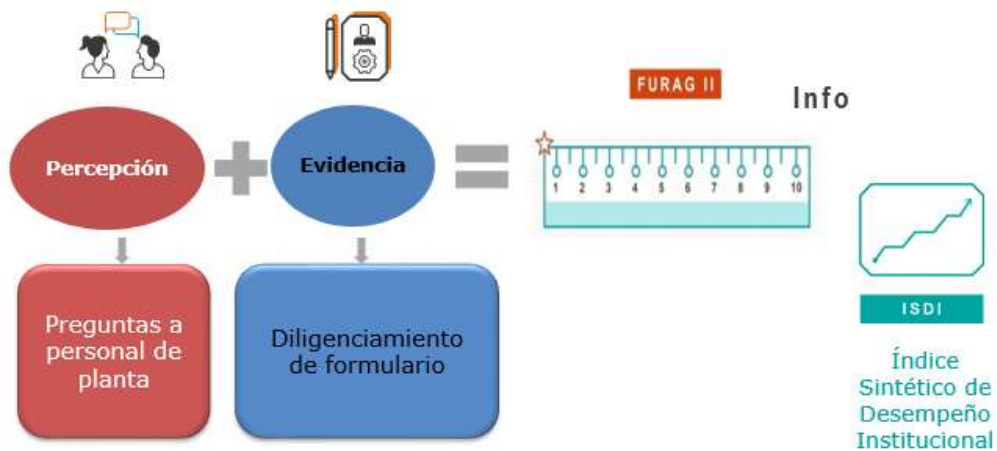 FURAG II
Info
Percepción
Evidencia
1 2 3 4 5 6 7 8 9 10
Preguntas a
personal de
planta
Diligenciamiento
de formulario
ISDI
Índice
Sintético de
Desempeño
Institucional